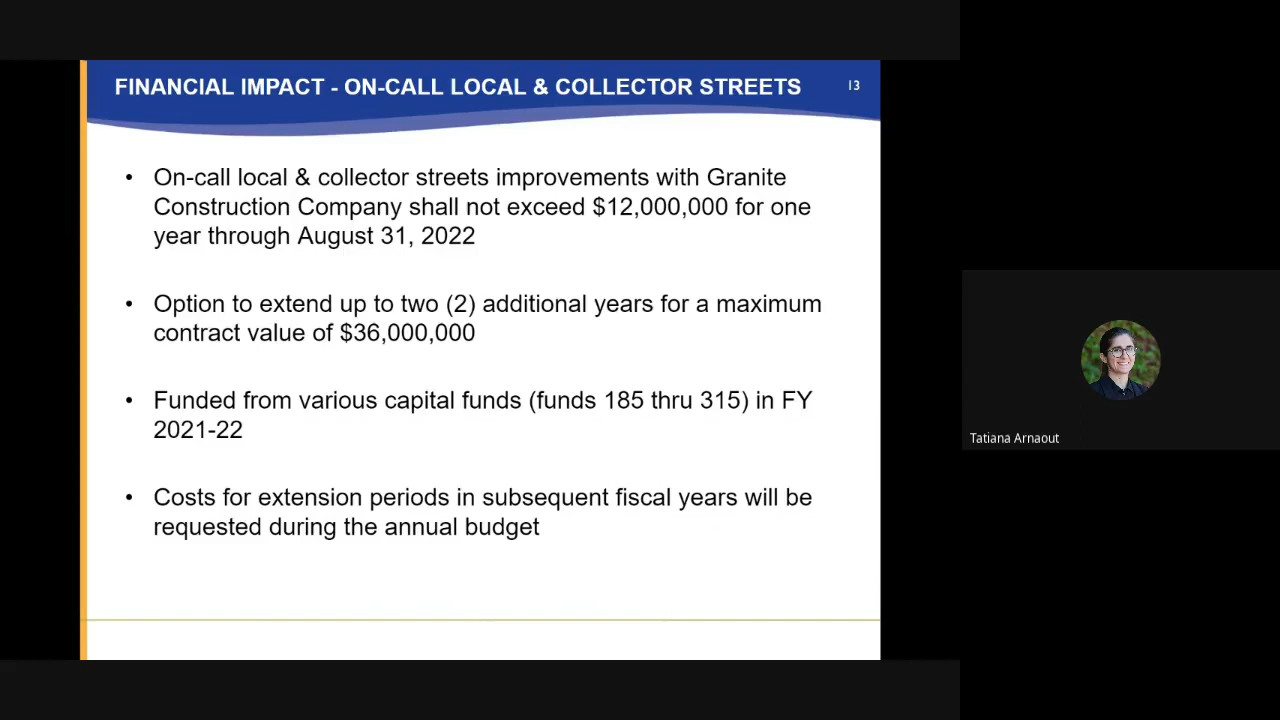 FINANCIAL IMPACT - ON-CALL LOCAL & COLLECTOR STREETS
13
• On-call local & collector streets improvements with Granite
Construction Company shall not exceed $12,000,000 for one
year through August 31, 2022
• Option to extend up to two (2) additional years for a maximum
contract value of $36,000,000
• Funded from various capital funds (funds 185 thru 315) in FY
2021-22
• Costs for extension periods in subsequent fiscal years will be
requested during the annual budget
Tatiana Arnaout